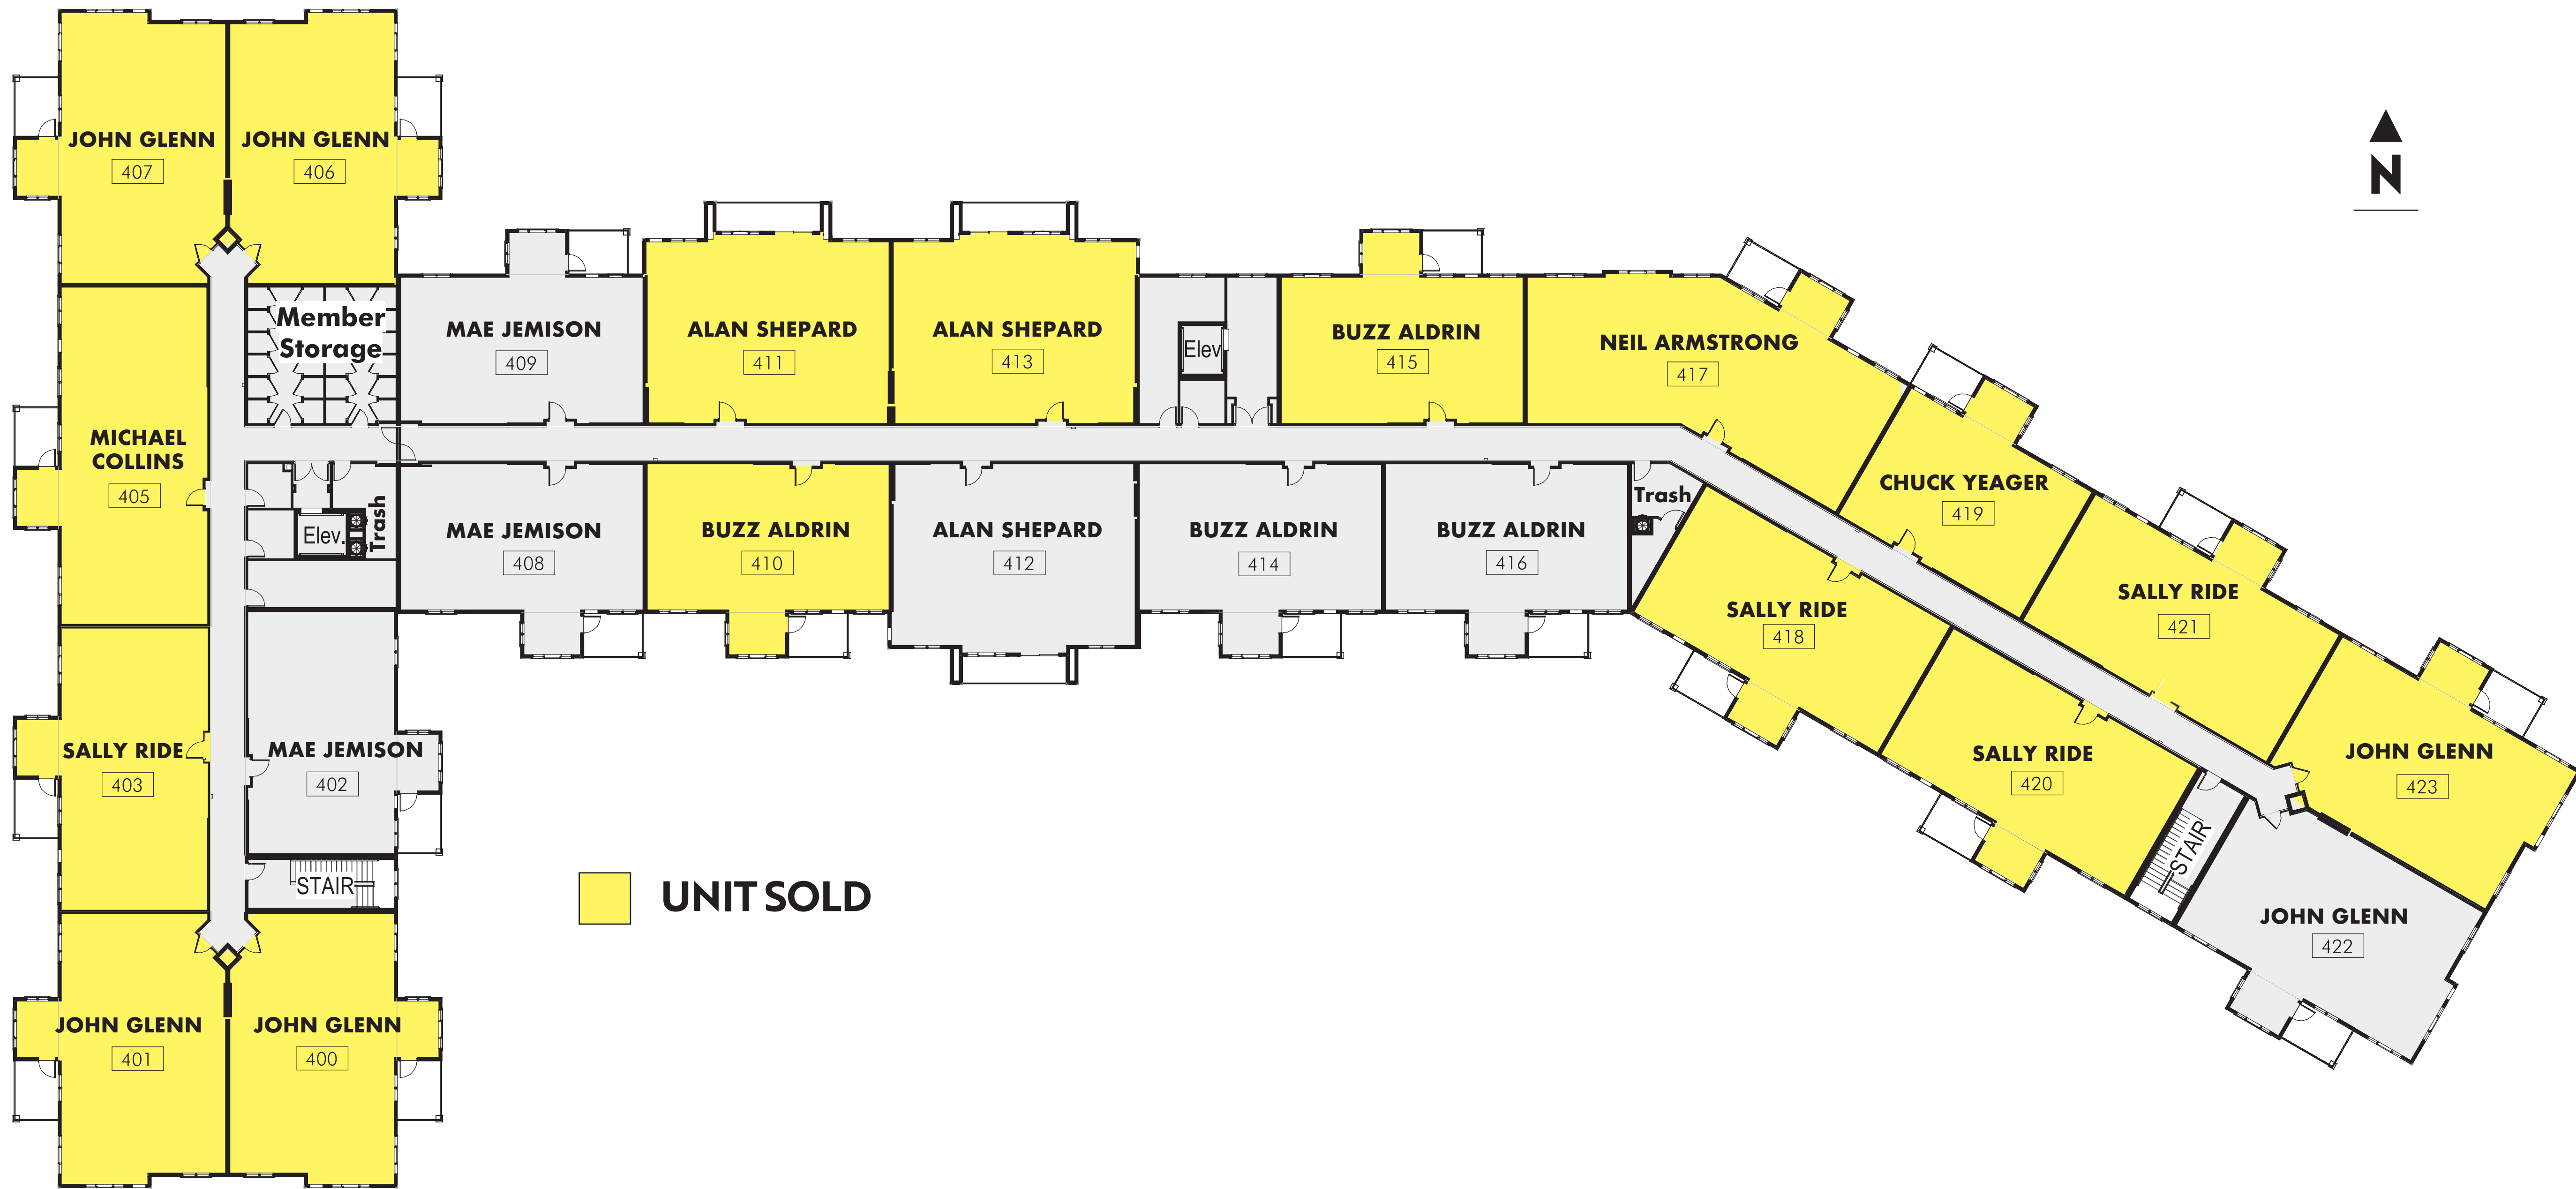 JOHN GLENN
407
JOHN GLENN
406
N
Member
Storage
MAE JEMISON
409
ALAN SHEPARD
411
ALAN SHEPARD
413
Elev
BUZZ ALDRIN
415
NEIL ARMSTRONG
417
MICHAEL
COLLINS
405
Elev.
Trash
MAE JEMISON
408
BUZZ ALDRIN
410
ALAN SHEPARD
412
BUZZ ALDRIN
414
BUZZ ALDRIN
416
Trash
CHUCK YEAGER
419
SALLY RIDE
418
SALLY RIDE
421
SALLY RIDE
403
MAE JEMISON
402
SALLY RIDE
420
JOHN GLENN
423
STAIR
STAIR
UNIT SOLD
JOHN GLENN
422
JOHN GLENN
401
JOHN GLENN
400